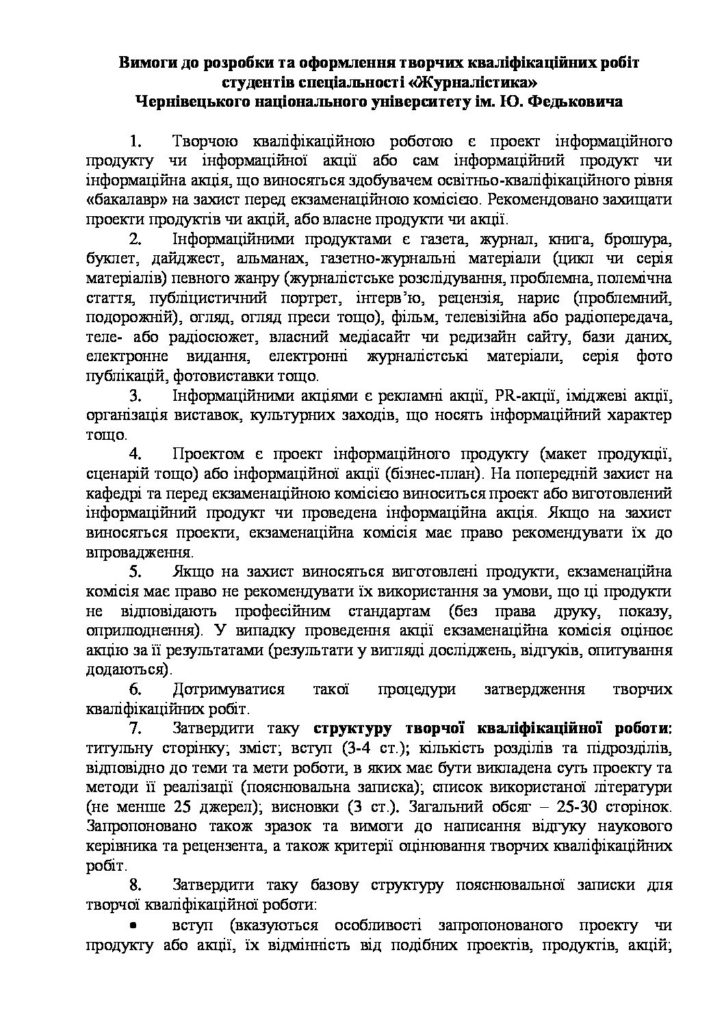 Вимоги до розробки та оформлення творчих кваліфікаційних робіт
студентів спеціальності «Журналістика»
Чернівецького національного університету ім. Ю. Федьковича
1. Творчою кваліфікаційною роботою є проект інформаційного
продукту чи інформаційної акції або сам інформаційний продукт чи
інформаційна акція, що виносяться здобувачем освітньо-кваліфікаційного рівня
«бакалавр» на захист перед екзаменаційною комісією. Рекомендовано захищати
проекти продуктів чи акцій, або власне продукти чи акції.
2. Інформаційними продуктами є газета, журнал, книга, брошура,
буклет, дайджест, альманах, газетно-журнальні матеріали (цикл чи серія
матеріалів) певного жанру (журналістське розслідування, проблемна, полемічна
стаття, публіцистичний портрет, інтерв’ю, рецензія, нарис (проблемний,
подорожній), огляд, огляд преси тощо), фільм, телевізійна або радіопередача,
теле- або радіосюжет, власний медіасайт чи редизайн сайту, бази даних,
електронне видання, електронні журналістські матеріали, серія фото
публікацій, фотовиставки тощо.
3. Інформаційними акціями є рекламні акції, PR-акції, іміджеві акції,
організація виставок, культурних заходів, що носять інформаційний характер
тощо.
4. Проектом є проект інформаційного продукту (макет продукції,
сценарій тощо) або інформаційної акції (бізнес-план). На попередній захист на
кафедрі та перед екзаменаційною комісією виноситься проект або виготовлений
інформаційний продукт чи проведена інформаційна акція. Якщо на захист
виносяться проекти, екзаменаційна комісія має право рекомендувати їх до
впровадження.
5. Якщо на захист виносяться виготовлені продукти, екзаменаційна
комісія має право не рекомендувати їх використання за умови, що ці продукти
не відповідають професійним стандартам (без права друку, показу,
оприлюднення). У випадку проведення акції екзаменаційна комісія оцінює
акцію за її результатами (результати у вигляді досліджень, відгуків, опитування
додаються).
6. Дотримуватися такої процедури затвердження творчих
кваліфікаційних робіт.
7. Затвердити таку структуру творчої кваліфікаційної роботи:
титульну сторінку; зміст; вступ (3-4 ст.); кількість розділів та підрозділів,
відповідно до теми та мети роботи, в яких має бути викладена суть проекту та
методи її реалізації (пояснювальна записка); список використаної літератури
(не менше 25 джерел); висновки (3 ст.). Загальний обсяг – 25-30 сторінок.
Запропоновано також зразок та вимоги до написання відгуку наукового
керівника та рецензента, а також критерії оцінювання творчих кваліфікаційних
робіт.
8. Затвердити таку базову структуру пояснювальної записки для
творчої кваліфікаційної роботи:
• вступ (вказуються особливості запропонованого проекту чи
продукту або акції, їх відмінність від подібних проектів, продуктів, акцій;